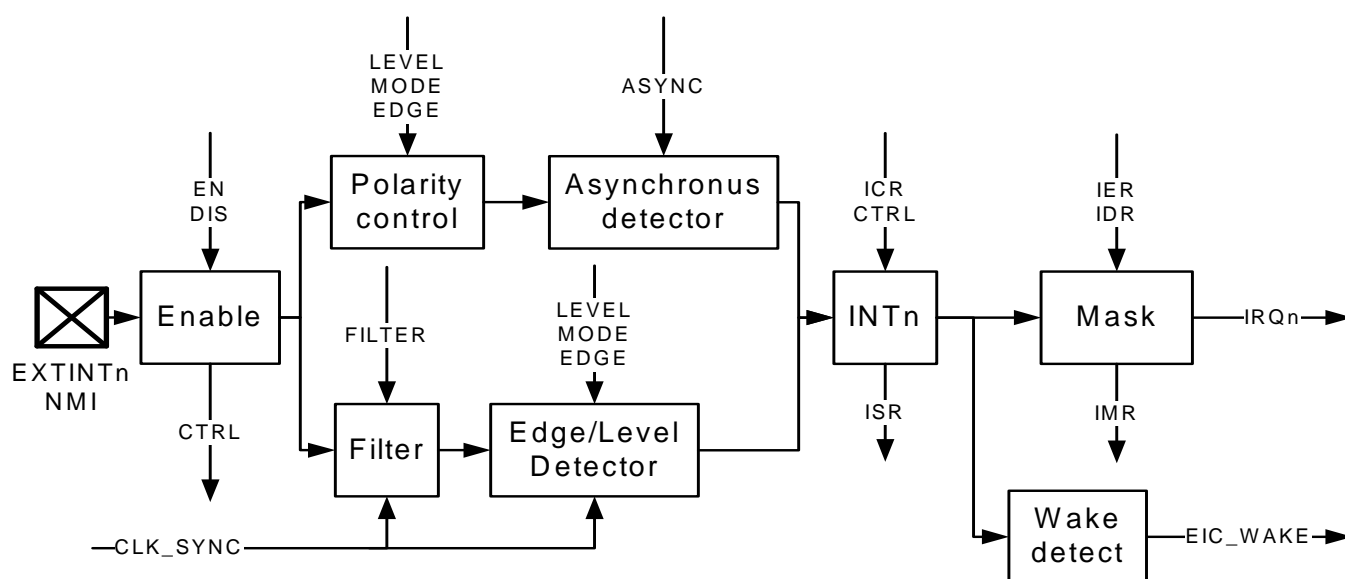 LEVEL
MODE
EDGE
ASYNC
EN
DIS
Polarity
control
Asynchronus
detector
ICR
CTRL
IER
IDR
EXTINTn
NMI
Enable
CTRL
FILTER
LEVEL
MODE
EDGE
Filter
Edge/Level
Detector
CLK_SYNC
INTn
ISR
Mask
IRQn
IMR
Wake
detect
EIC_WAKE